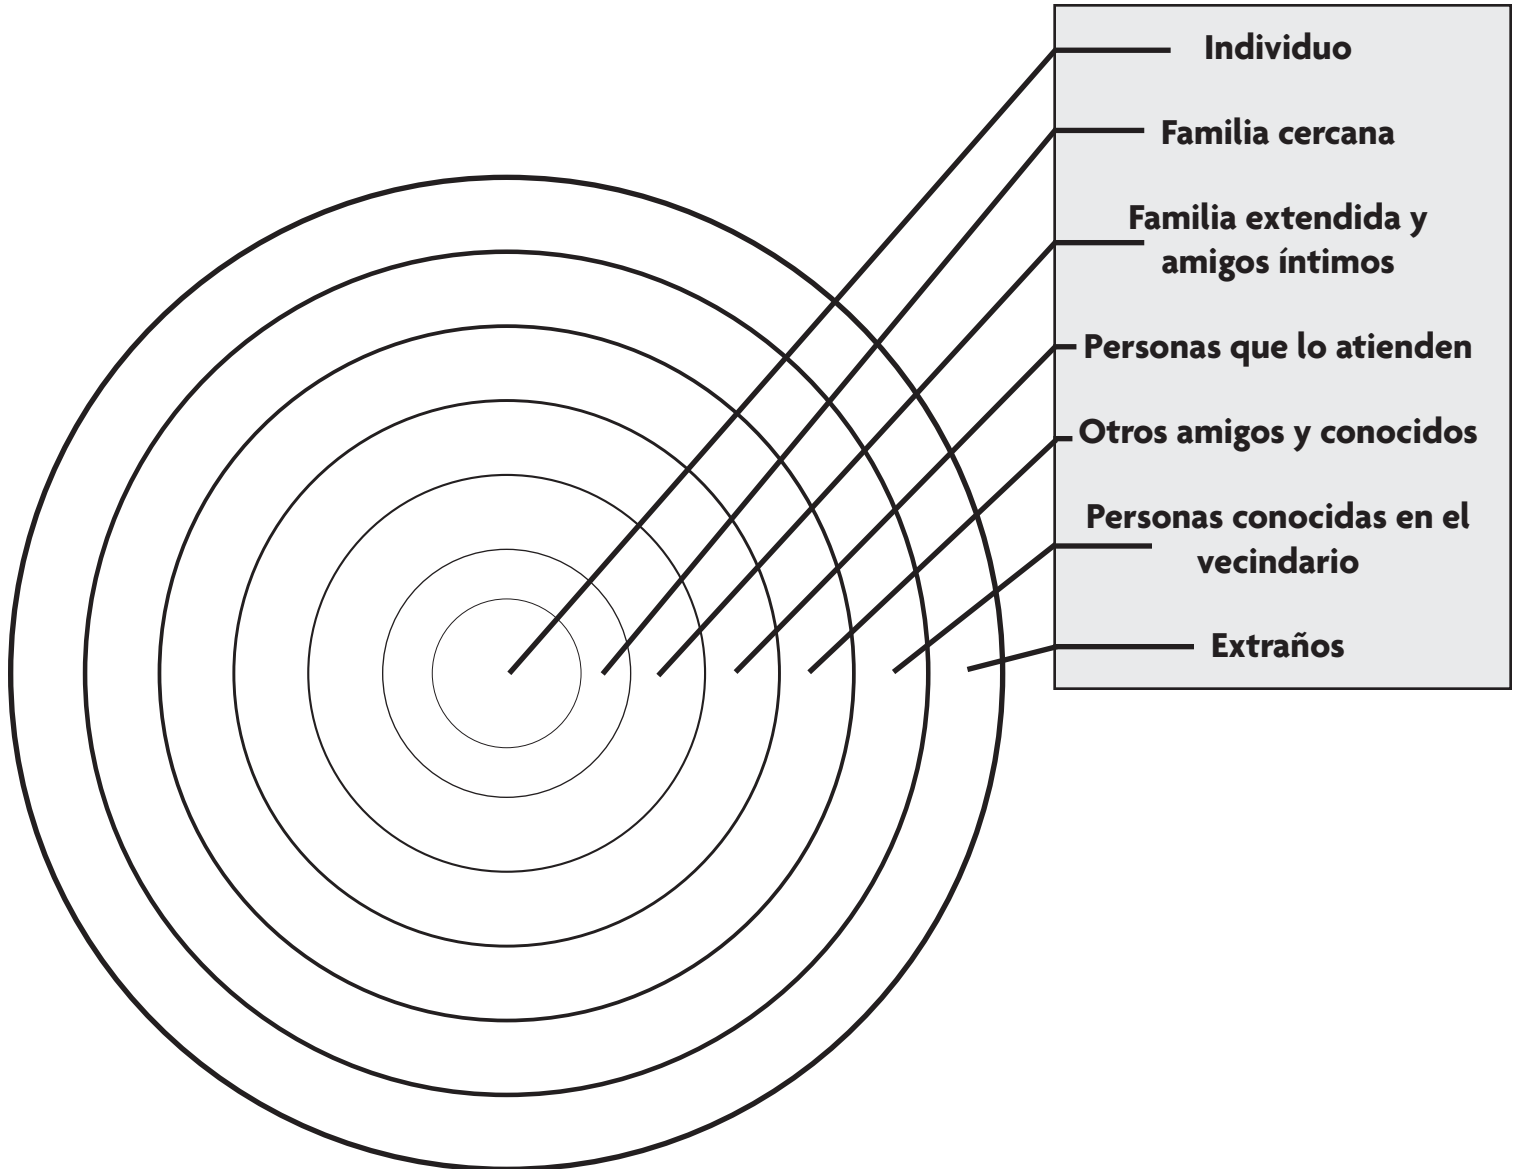 Individuo
Familia cercana
Familia extendida y
amigos íntimos
Personas que lo atienden
Otros amigos y conocidos
Personas conocidas en el
vecindario
Extraños